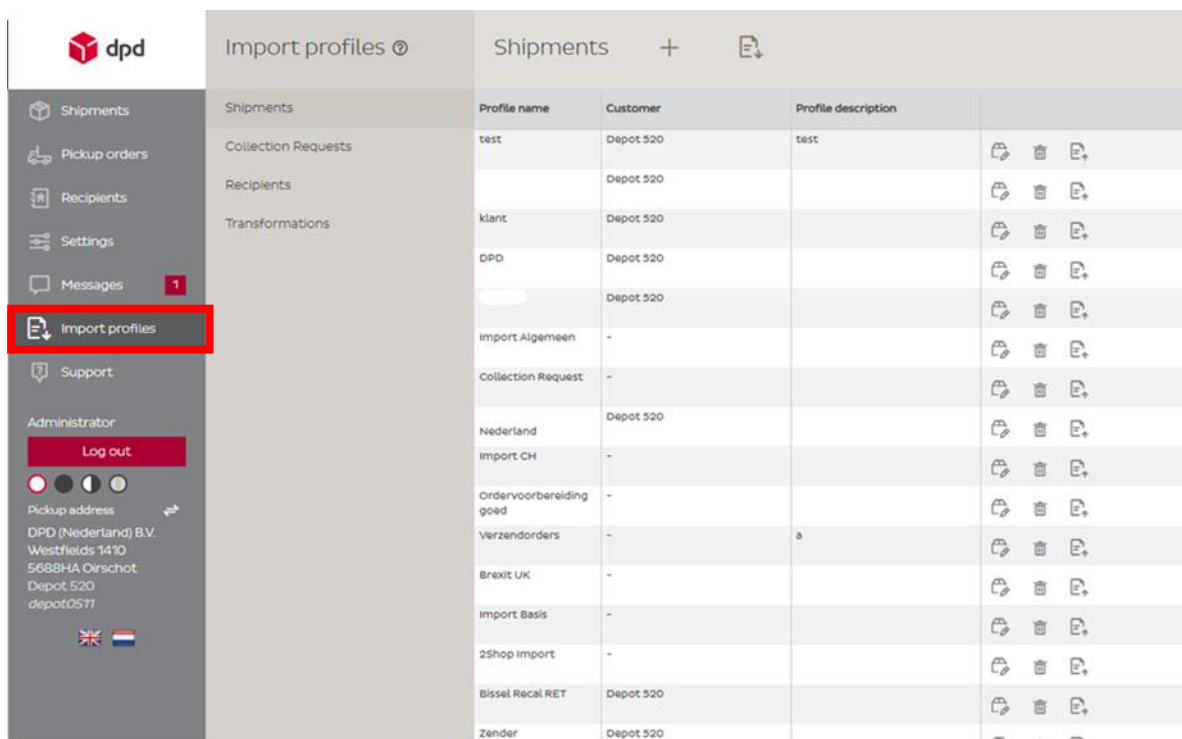 dpd
Import profiles
Shipments +
Shipments
Pickup orders
Recipients
Settings
Messages 1
Import profiles
Support
Administrator
Log out
Pickup address
DPD (Nederland) B.V.
Westfields 1410
5688HA Oirschot
Depot 520
depot0511
Shipments
Collection Requests
Recipients
Transformations
Profile name Customer Profile description
test Depot 520 test
Depot 520
klant Depot 520
DPD Depot 520
Depot 520
Import Algemeen -
Collection Request -
Depot 520
Nederland
Import CH -
Ordervoorbereiding -
goed
Verzendorders - a
Brexit UK -
Import Basis -
2Shop Import -
Bissel Recal RET Depot 520
Zender Depot 520